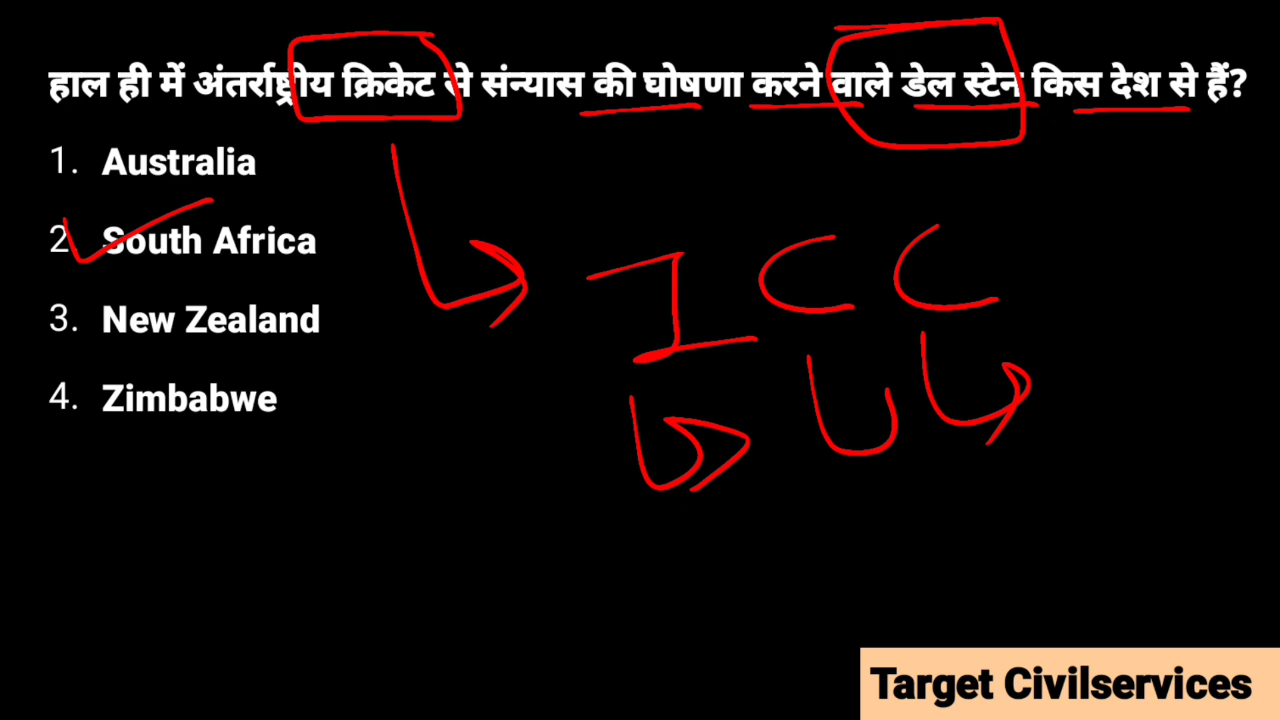 हाल ही में अंतर्राष्ट्रीय क्रिकेट से संन्यास की घोषणा करने वाले डेल स्टेन किस देश से हैं?
1. Australia
2. South Africa
3. New Zealand
4. Zimbabwe
ICC
Target Civilservices